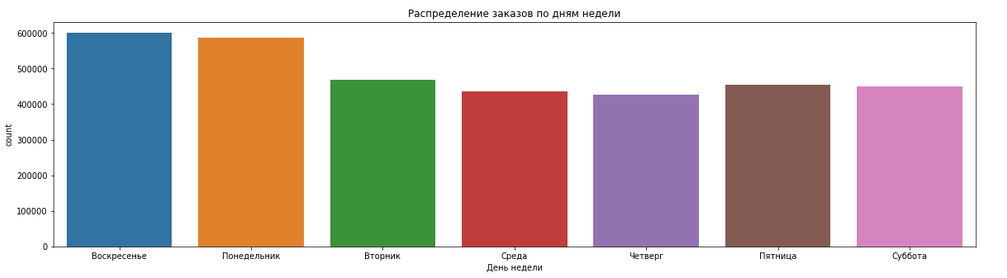 Распределение заказов по дням недели
600000
500000
400000
300000
200000
100000
0
count
Воскресенье Понедельник Вторник Среда Четверг Пятница Суббота
День недели